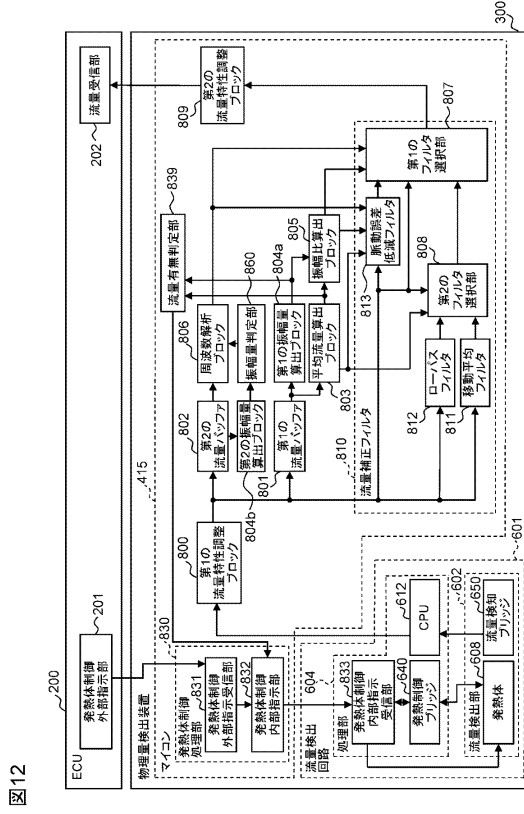 図12
200
ECU
201
発熱体制御
外部指示部
流量受信部
202
300
物理量検出装置
マイコン
415
830
発熱体制御
処理部
831
発熱体制御
外部指示受信部
832
発熱体制御
内部指示部
800
第1の
流量特性調整
ブロック
802
第2の
流量バッファ
806
周波数解析
ブロック
839
流量有無判定部
809
第2の
流量特性調整
ブロック
804b
第2の振幅量
算出ブロック
860
振幅量判定部
801
第1の
流量バッファ
804a
第1の振幅量
算出ブロック
803
平均流量算出
ブロック
805
振幅比算出
ブロック
810
流量補正フィルタ
813
脈動誤差
低減フィルタ
807
第1の
フィルタ
選択部
808
第2の
フィルタ
選択部
812
ローパス
フィルタ
811
移動平均
フィルタ
流量検出
回路
601
604
処理部
833
発熱体制御
内部指示
受信部
640
発熱制御
ブリッジ
612
CPU
602
流量検出部
608
発熱体
650
流量検知
ブリッジ